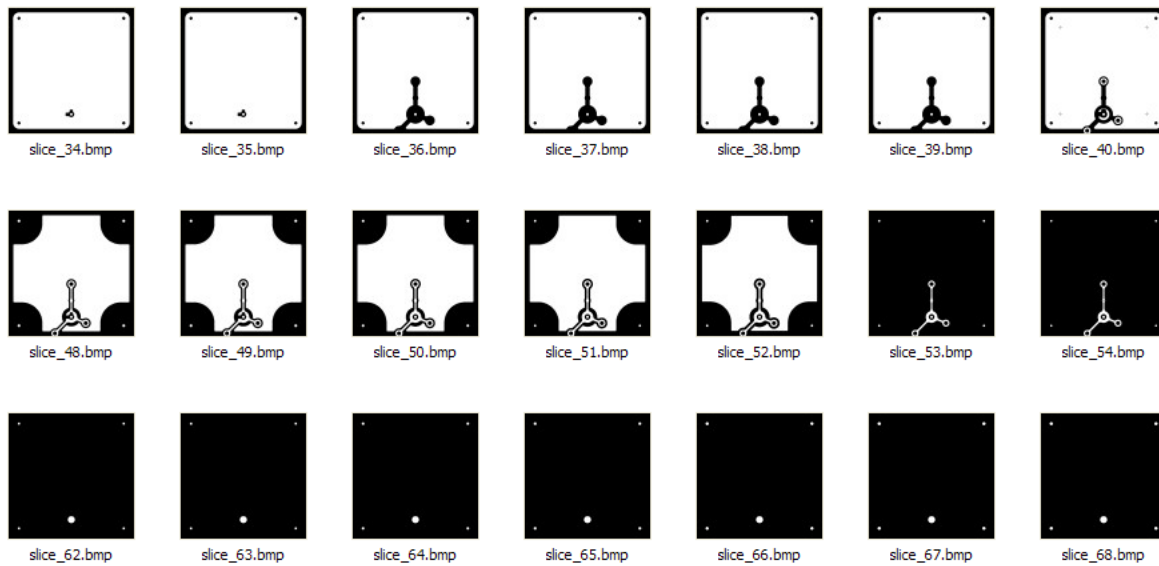 slice_34.bmp slice_35.bmp slice_36.bmp slice_37.bmp slice_38.bmp slice_39.bmp slice_40.bmp
slice_48.bmp slice_49.bmp slice_50.bmp slice_51.bmp slice_52.bmp slice_53.bmp slice_54.bmp
slice_62.bmp slice_63.bmp slice_64.bmp slice_65.bmp slice_66.bmp slice_67.bmp slice_68.bmp